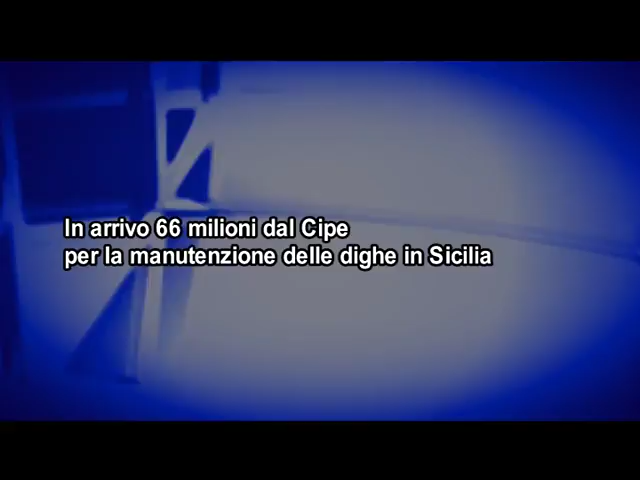 In arrivo 66 milioni dal Cipe
per la manutenzione delle dighe in Sicilia